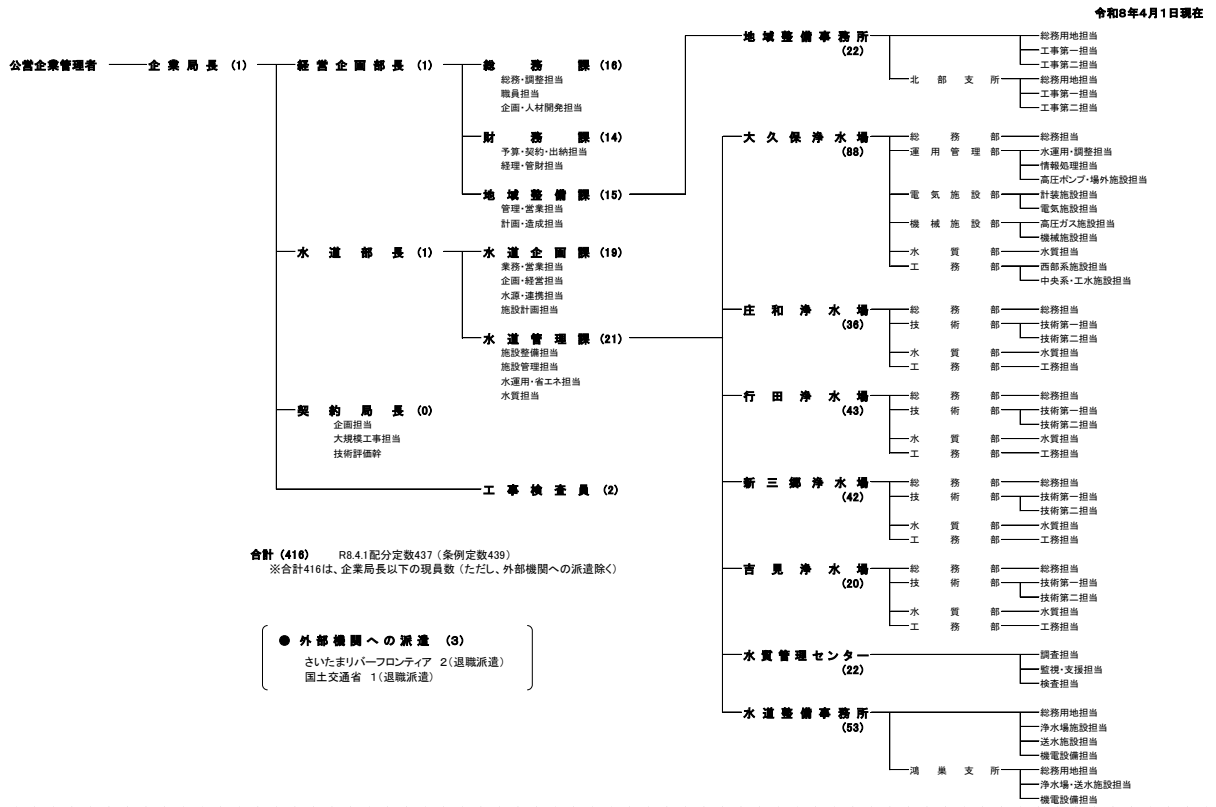 令和8年4月1日現在
公営企業管理者
企業局長 (1)
経営企画部長 (1)
総務課 (16)
総務・調整担当
職員担当
企画・人材開発担当
財務課 (14)
予算・契約・出納担当
経理・管財担当
地域整備課 (15)
管理・営業担当
計画・造成担当
水道部長 (1)
水道企画課 (19)
業務・営業担当
企画・経営担当
水源・連携担当
施設計画担当
水道管理課 (21)
施設整備担当
施設管理担当
水運用・省エネ担当
水質担当
契約局長 (0)
企画担当
大規模工事担当
技術評価幹
工事検査員 (2)
地域整備事務所
(22)
総務用地担当
工事第一担当
工事第二担当
北部支所
総務用地担当
工事第一担当
工事第二担当
大久保浄水場
(88)
総務部
総務担当
運用管理部
水運用・調整担当
情報処理担当
高圧ポンプ・場外施設担当
電気施設部
計装施設担当
電気施設担当
機械施設部
高圧ガス施設担当
機械施設担当
水質部
水質担当
工務部
西部系施設担当
中央系・工水施設担当
庄和浄水場
(36)
総務部
総務担当
技術部
技術第一担当
技術第二担当
水質部
水質担当
工務部
工務担当
行田浄水場
(43)
総務部
総務担当
技術部
技術第一担当
技術第二担当
水質部
水質担当
工務部
工務担当
新三郷浄水場
(42)
総務部
総務担当
技術部
技術第一担当
技術第二担当
水質部
水質担当
工務部
工務担当
吉見浄水場
(20)
総務部
総務担当
技術部
技術第一担当
技術第二担当
水質部
水質担当
工務部
工務担当
水質管理センター
(22)
調査担当
監視・支援担当
検査担当
水道整備事務所
(53)
総務用地担当
浄水場施設担当
送水施設担当
機電設備担当
鴻巣支所
総務用地担当
浄水場・送水施設担当
機電設備担当
合計 (416) R8.4.1配分定数437 (条例定数439)
※合計416は、企業局長以下の現員数 (ただし、外部機関への派遣除く)
● 外部機関への派遣 (3)
さいたまリバーフロンティア 2(退職派遣)
国土交通省 1(退職派遣)